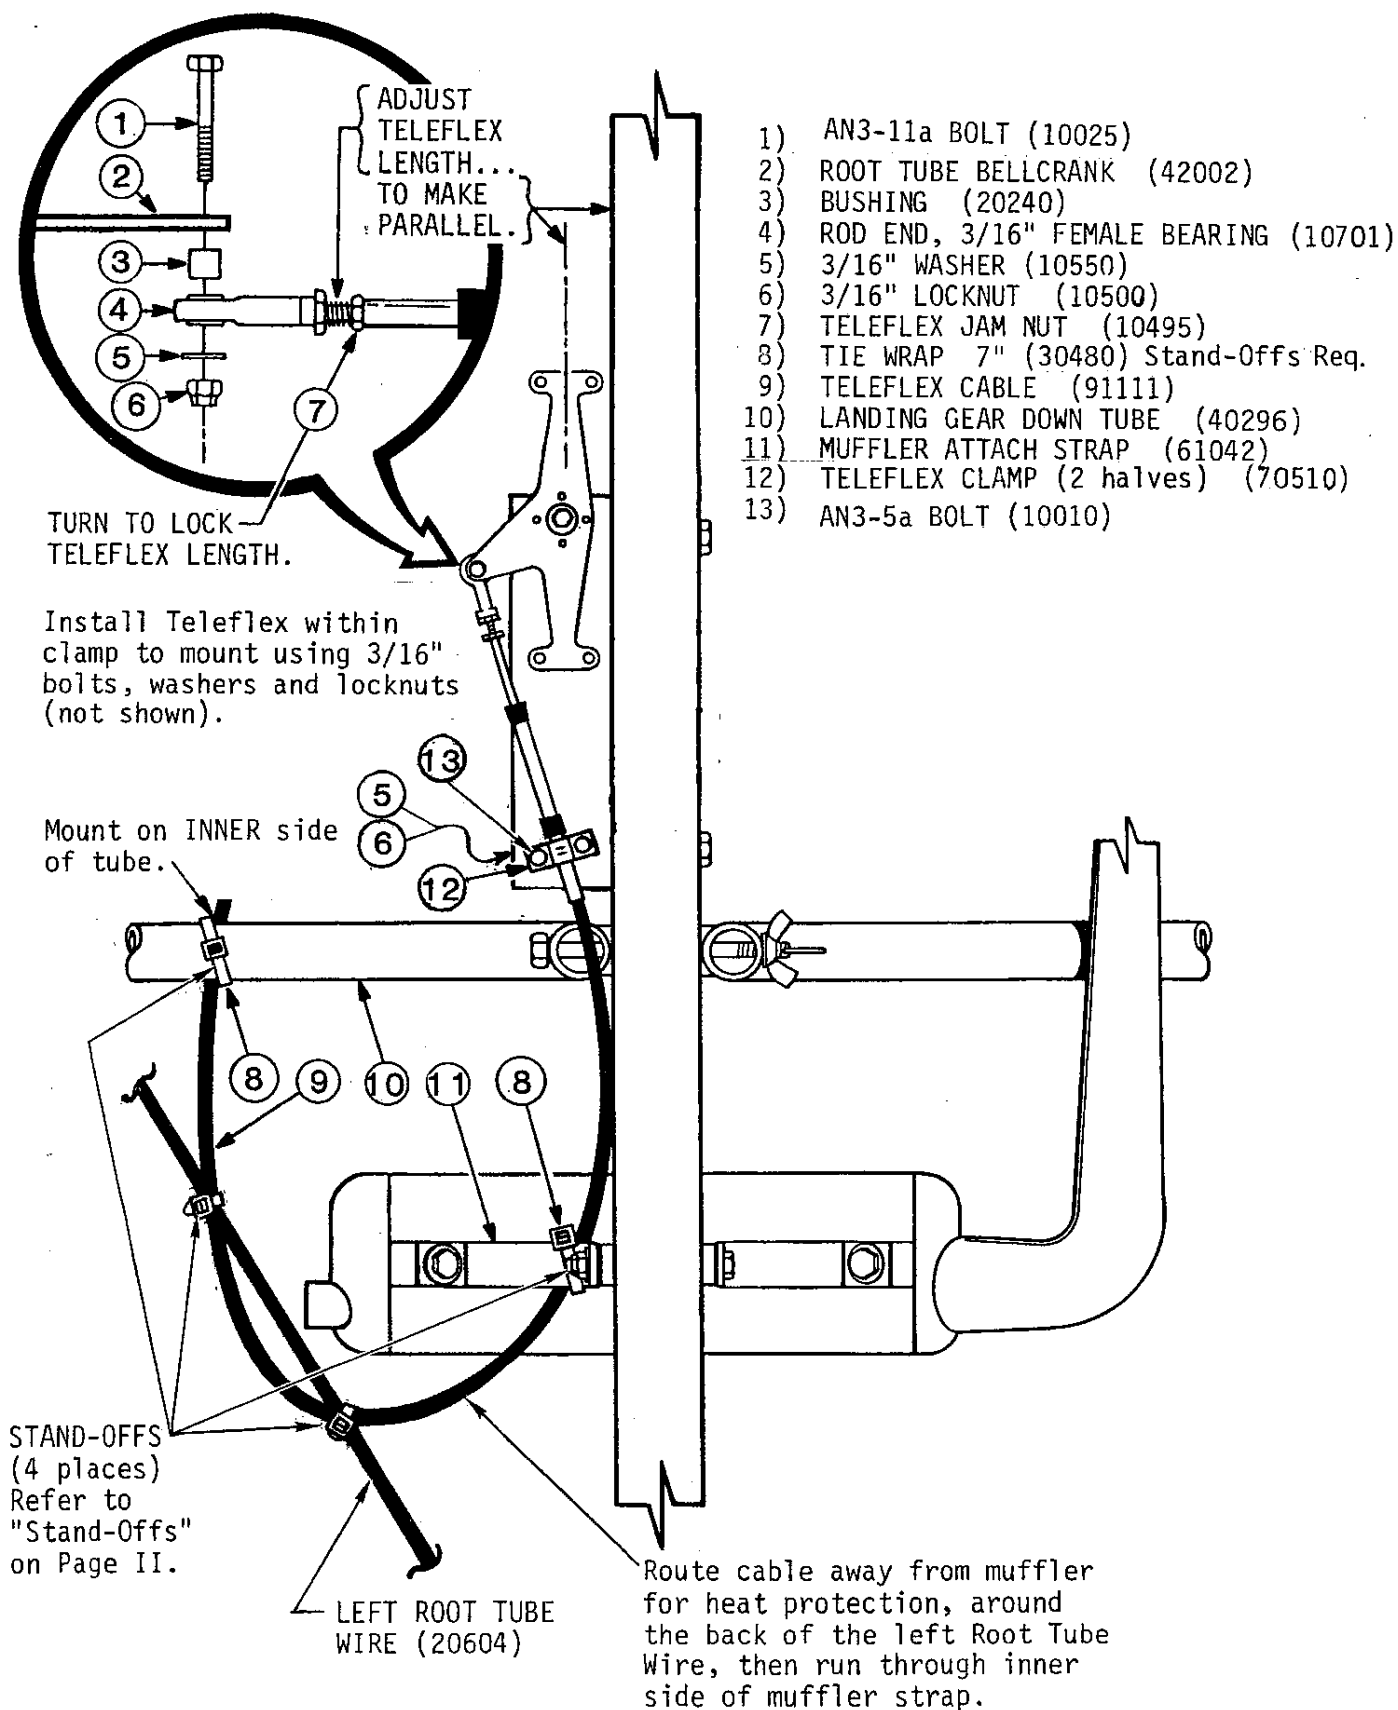 ADJUST
TELEFLEX
LENGTH...
TO MAKE
PARALLEL.
1
2
3
4
5
6
7
TURN TO LOCK
TELEFLEX LENGTH.
1) AN3-11a BOLT (10025)
2) ROOT TUBE BELLCRANK (42002)
3) BUSHING (20240)
4) ROD END, 3/16" FEMALE BEARING (10701)
5) 3/16" WASHER (10550)
6) 3/16" LOCKNUT (10500)
7) TELEFLEX JAM NUT (10495)
8) TIE WRAP 7" (30480) Stand-Offs Req.
9) TELEFLEX CABLE (91111)
10) LANDING GEAR DOWN TUBE (40296)
11) MUFFLER ATTACH STRAP (61042)
12) TELEFLEX CLAMP (2 halves) (70510)
13) AN3-5a BOLT (10010)
Install Teleflex within
clamp to mount using 3/16"
bolts, washers and locknuts
(not shown).
13
5
6
12
Mount on INNER side
of tube.
8
9
10
11
8
STAND-OFFS
(4 places)
Refer to
"Stand-Offs"
on Page II.
LEFT ROOT TUBE
WIRE (20604)
Route cable away from muffler
for heat protection, around
the back of the left Root Tube
Wire, then run through inner
side of muffler strap.